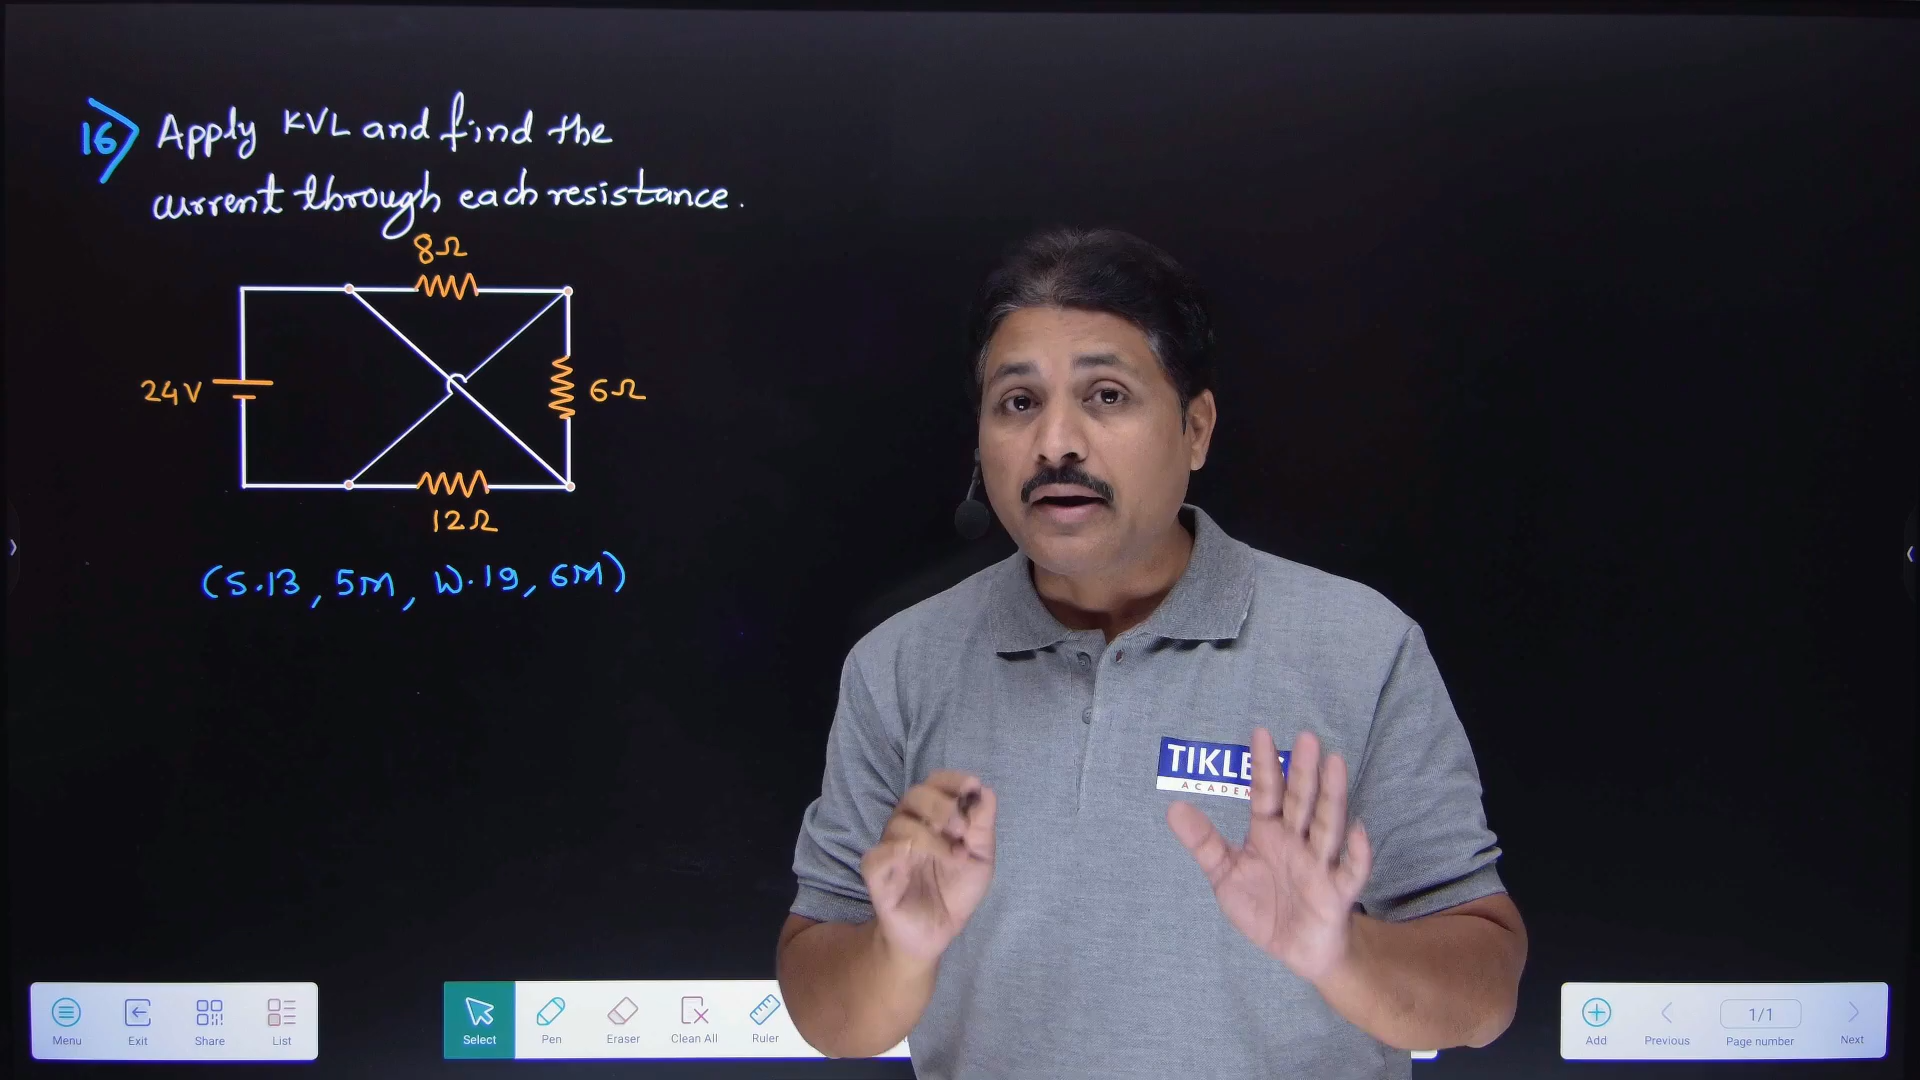 16) Apply KVL and find the
current through each resistance.
8Ω
24V
6Ω
12Ω
(S.13, 5M, W.19, 6M)
TIKLE
ACADEM
Menu
Exit
Share
List
Select
Pen
Eraser
Clean All
Ruler
Add
Previous
1/1
Page number
Next